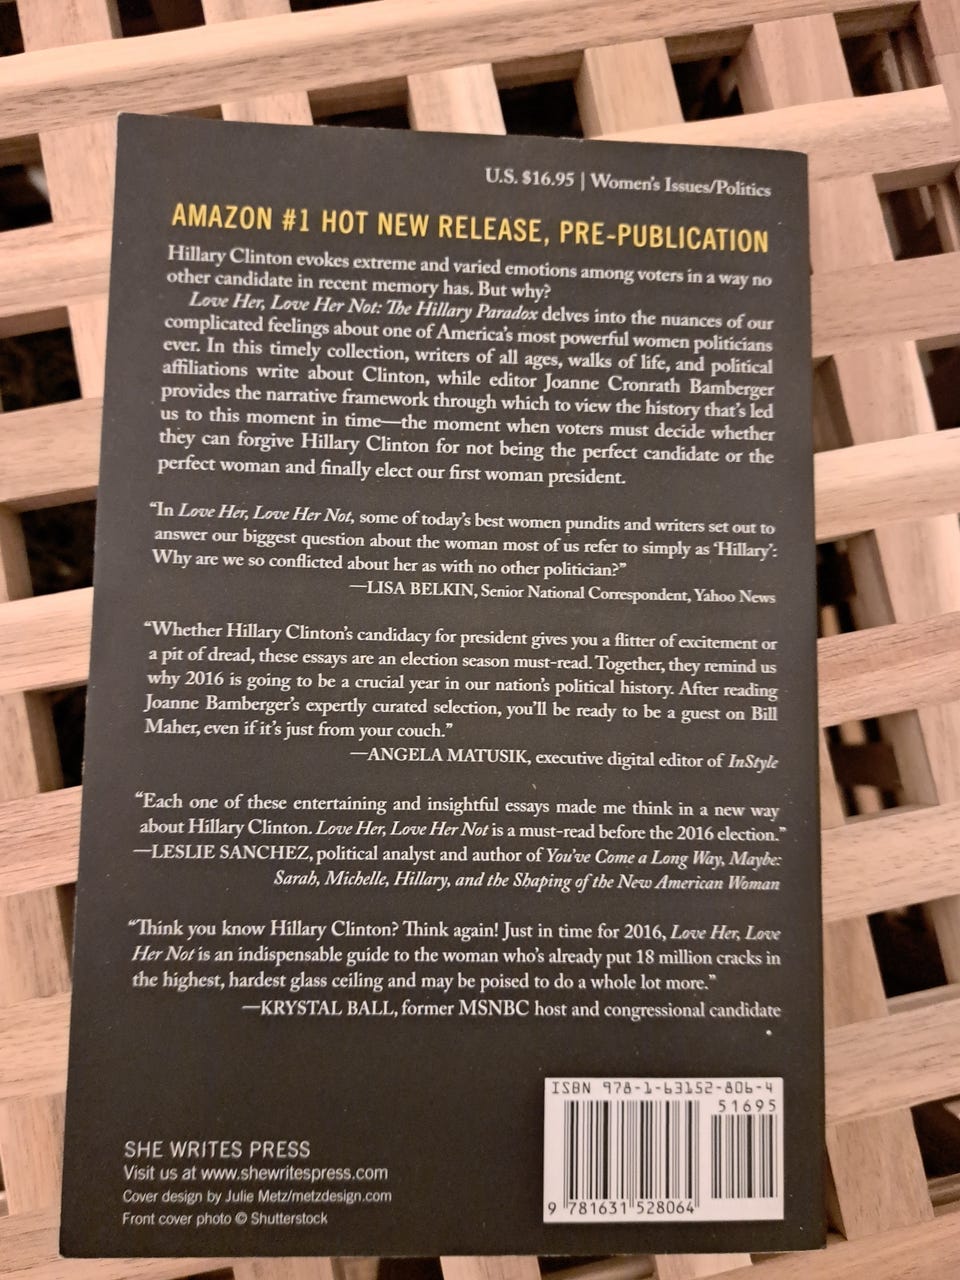 U.S. $16.95 | Women's Issues/Politics
AMAZON #1 HOT NEW RELEASE, PRE-PUBLICATION
Hillary Clinton evokes extreme and varied emotions among voters in a way no
other candidate in recent memory has. But why?
Love Her, Love Her Not: The Hillary Paradox delves into the nuances of our
complicated feelings about one of America's most powerful women politicians
ever. In this timely collection, writers of all ages, walks of life, and political
affiliations write about Clinton, while editor Joanne Cronrath Bamberger
provides the narrative framework through which to view the history that's led
us to this moment in time—the moment when voters must decide whether
they can forgive Hillary Clinton for not being the perfect candidate or the
perfect woman and finally elect our first woman president.
“In Love Her, Love Her Not, some of today's best women pundits and writers set out to
answer our biggest question about the woman most of us refer to simply as ‘Hillary’:
Why are we so conflicted about her as with no other politician?”
—LISA BELKIN, Senior National Correspondent, Yahoo News
“Whether Hillary Clinton's candidacy for president gives you a flitter of excitement or
a pit of dread, these essays are an election season must-read. Together, they remind us
why 2016 is going to be a crucial year in our nation's political history. After reading
Joanne Bamberger's expertly curated selection, you'll be ready to be a guest on Bill
Maher, even if it's just from your couch.”
—ANGELA MATUSIK, executive digital editor of InStyle
“Each one of these entertaining and insightful essays made me think in a new way
about Hillary Clinton. Love Her, Love Her Not is a must-read before the 2016 election.”
—LESLIE SANCHEZ, political analyst and author of You've Come a Long Way, Maybe:
Sarah, Michelle, Hillary, and the Shaping of the New American Woman
“Think you know Hillary Clinton? Think again! Just in time for 2016, Love Her, Love
Her Not is an indispensable guide to the woman who's already put 18 million cracks in
the highest, hardest glass ceiling and may be poised to do a whole lot more.”
—KRYSTAL BALL, former MSNBC host and congressional candidate
ISBN 978-1-63152-806-4
51695
9 781631 528064
SHE WRITES PRESS
Visit us at www.shewritespress.com
Cover design by Julie Metz/metzdesign.com
Front cover photo © Shutterstock